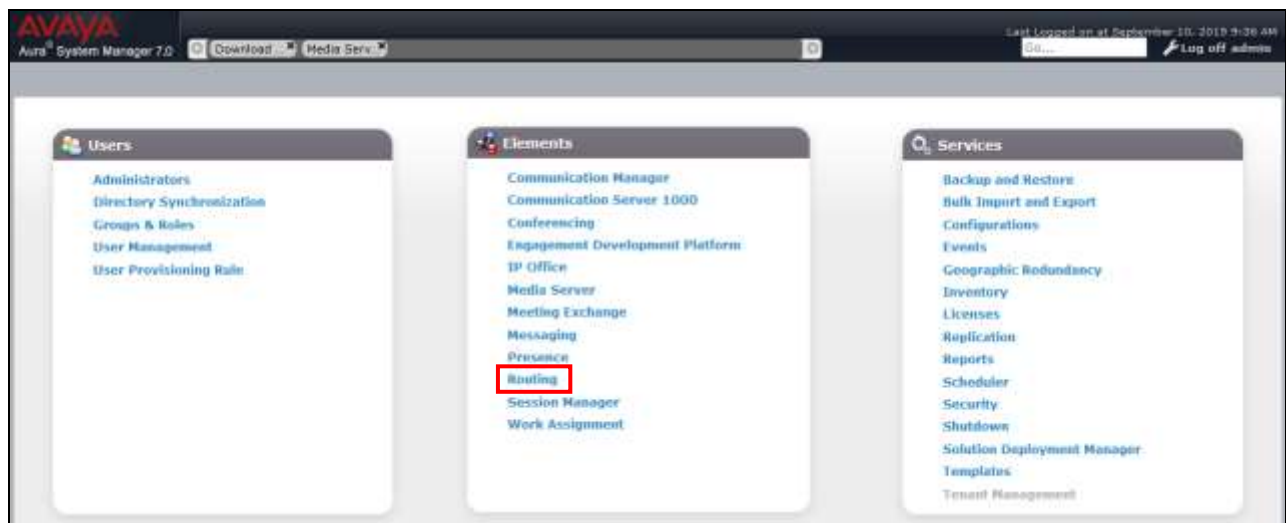 AVAYA
Last Logged on at September 10, 2015 9:36 AM
Aura® System Manager 7.0
Download ...
Media Serv
Go...
Log off admin
Users
Administrators
Directory Synchronization
Groups & Roles
User Management
User Provisioning Rule
Elements
Communication Manager
Communication Server 1000
Conferencing
Engagement Development Platform
IP Office
Media Server
Meeting Exchange
Messaging
Presence
Routing
Session Manager
Work Assignment
Services
Backup and Restore
Bulk Import and Export
Configurations
Events
Geographic Redundancy
Inventory
Licenses
Replication
Reports
Scheduler
Security
Shutdown
Solution Deployment Manager
Templates
Tenant Management